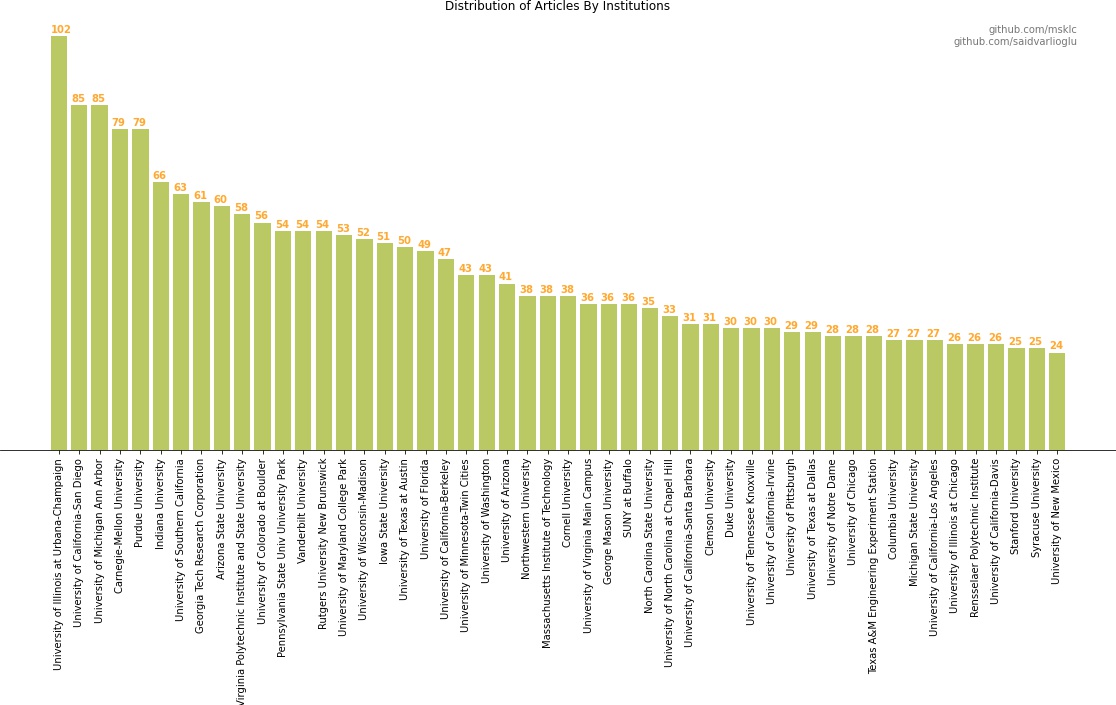 Distribution of Articles By Institutions
github.com/msklc
github.com/saidvarlioglu
102
85
85
79
79
66
63
61
60
58
56
54
54
54
53
52
51
50
49
47
43
43
41
38
38
38
36
36
36
35
33
31
31
30
30
30
29
29
28
28
28
27
27
27
26
26
26
25
25
24
University of Illinois at Urbana-Champaign
University of California-San Diego
University of Michigan Ann Arbor
Carnegie-Mellon University
Purdue University
Indiana University
University of Southern California
Georgia Tech Research Corporation
Arizona State University
Virginia Polytechnic Institute and State University
University of Colorado at Boulder
Pennsylvania State Univ University Park
Vanderbilt University
Rutgers University New Brunswick
University of Maryland College Park
University of Wisconsin-Madison
Iowa State University
University of Texas at Austin
University of Florida
University of California-Berkeley
University of Minnesota-Twin Cities
University of Washington
University of Arizona
Northwestern University
Massachusetts Institute of Technology
Cornell University
University of Virginia Main Campus
George Mason University
SUNY at Buffalo
North Carolina State University
University of North Carolina at Chapel Hill
University of California-Santa Barbara
Clemson University
Duke University
University of Tennessee Knoxville
University of California-Irvine
University of Pittsburgh
University of Texas at Dallas
University of Notre Dame
University of Chicago
Texas A&M Engineering Experiment Station
Columbia University
Michigan State University
University of California-Los Angeles
University of Illinois at Chicago
Rensselaer Polytechnic Institute
University of California-Davis
Stanford University
Syracuse University
University of New Mexico